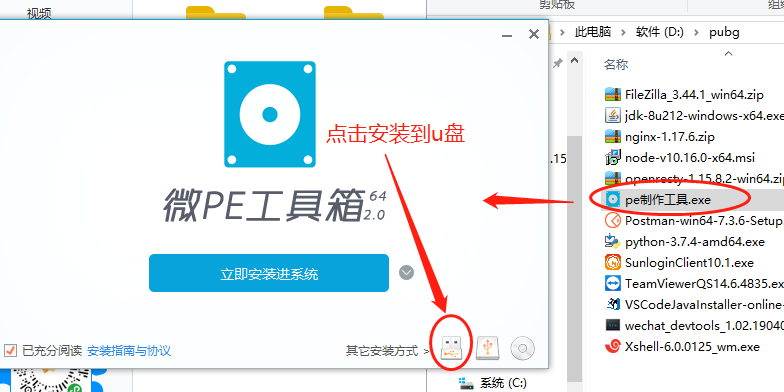 视频
剪贴板
此电脑 > 软件 (D:) > pubg
名称
FileZilla_3.44.1_win64.zip
jdk-8u212-windows-x64.exe
nginx-1.17.6.zip
node-v10.16.0-x64.msi
.15
openresty-1.15.8.2-win64.zip
pe制作工具.exe
Postman-win64-7.3.6-Setup
python-3.7.4-amd64.exe
SunloginClient10.1.exe
TeamViewerQS14.6.4835.ex
VSCodeJavaInstaller-online-
wechat_devtools_1.02.19040
Xshell-6.0.0125_wm.exe
点击安装到u盘
微PE工具箱 64 2.0
立即安装进系统
已充分阅读 安装指南与协议
其它安装方式 >
系统 (C:)